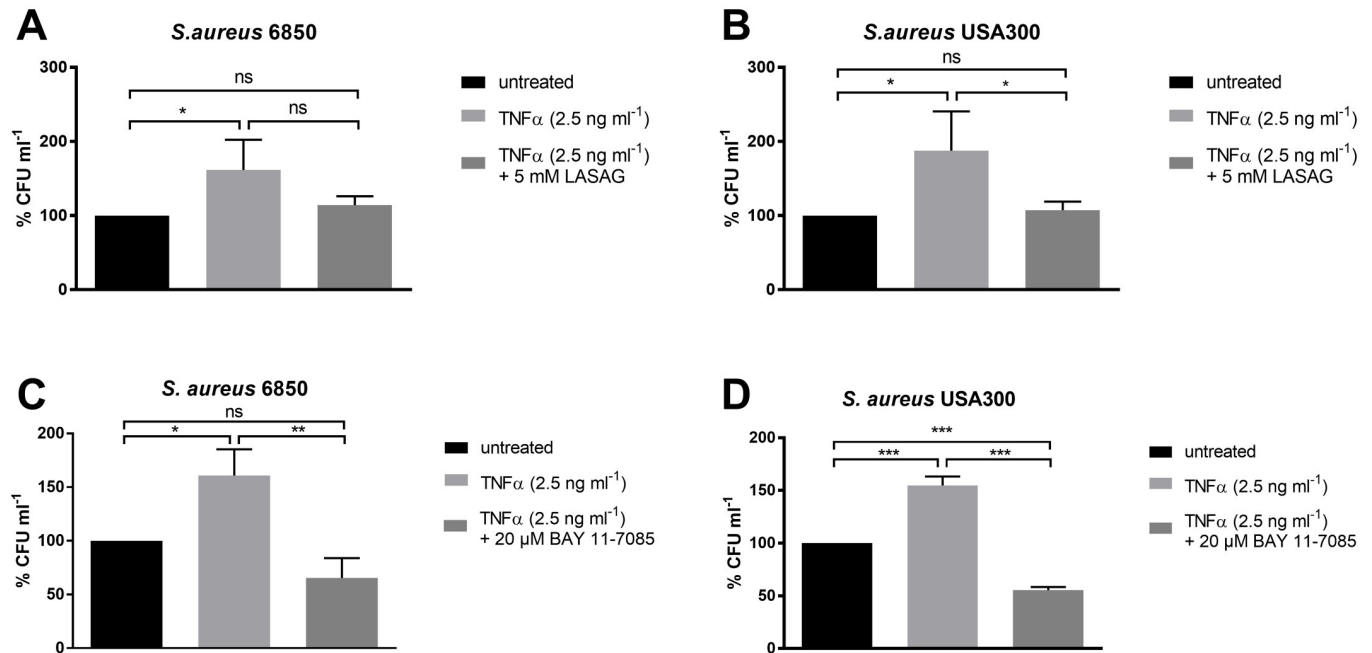 A
S.aureus 6850
300
200
100
0
% CFU ml-1
ns
*
ns
untreated
TNFα (2.5 ng ml-1)
TNFα (2.5 ng ml-1)
+ 5 mM LASAG
B
S.aureus USA300
300
200
100
0
% CFU ml-1
ns
*
*
untreated
TNFα (2.5 ng ml-1)
TNFα (2.5 ng ml-1)
+ 5 mM LASAG
C
S. aureus 6850
200
150
100
50
0
% CFU ml-1
ns
*
**
untreated
TNFα (2.5 ng ml-1)
TNFα (2.5 ng ml-1)
+ 20 µM BAY 11-7085
D
S. aureus USA300
200
150
100
50
0
% CFU ml-1
***
***
***
untreated
TNFα (2.5 ng ml-1)
TNFα (2.5 ng ml-1)
+ 20 µM BAY 11-7085